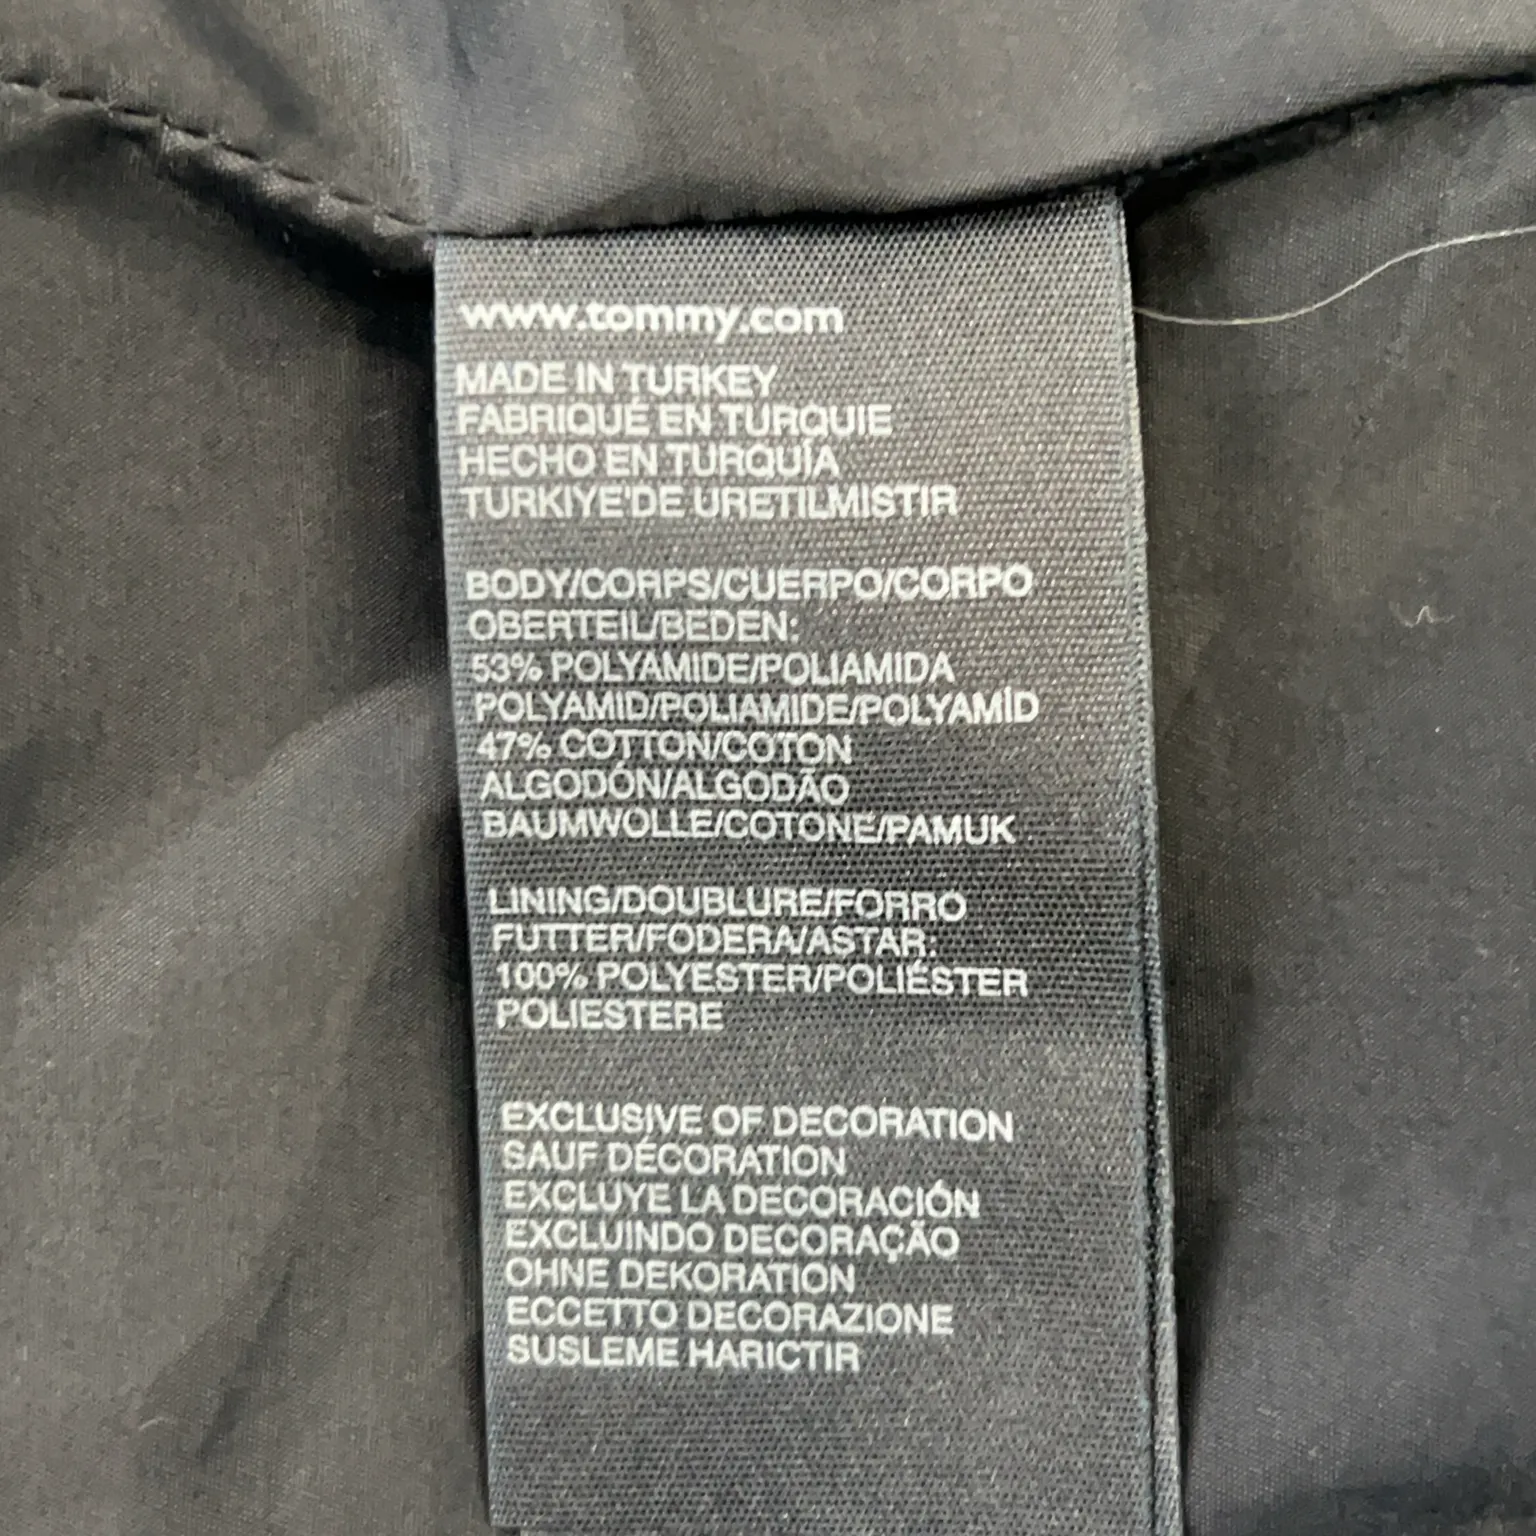 www.tommy.com
MADE IN TURKEY
FABRIQUÉ EN TURQUIE
HECHO EN TURQUÍA
TURKIYE'DE URETILMISTIR
BODY/CORPS/CUERPO/CORPO
OBERTEIL/BEDEN:
53% POLYAMIDE/POLIAMIDA
POLYAMID/POLIAMIDE/POLYAMİD
47% COTTON/COTON
ALGODÓN/ALGODÃO
BAUMWOLLE/COTONE/PAMUK
LINING/DOUBLURE/FORRO
FUTTER/FODERA/ASTAR:
100% POLYESTER/POLIÉSTER
POLIESTERE
EXCLUSIVE OF DECORATION
SAUF DÉCORATION
EXCLUYE LA DECORACIÓN
EXCLUINDO DECORAÇÃO
OHNE DEKORATION
ECCETTO DECORAZIONE
SUSLEME HARICTIR